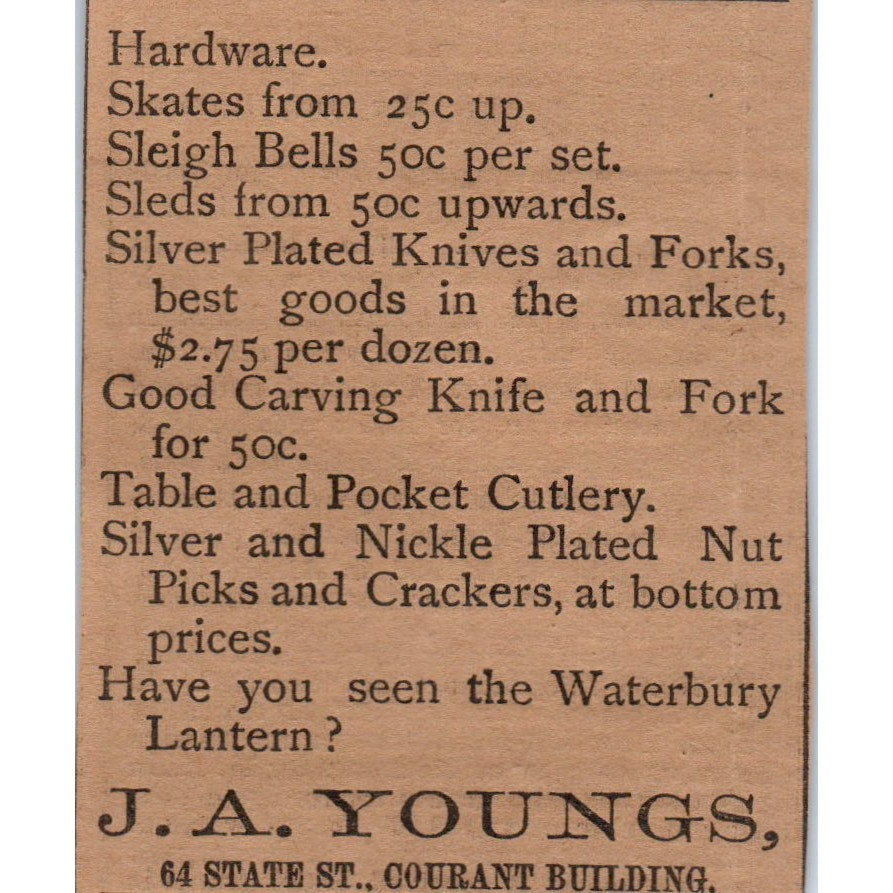 Hardware.
Skates from 25c up.
Sleigh Bells 50c per set.
Sleds from 50c upwards.
Silver Plated Knives and Forks,
best goods in the market,
$2.75 per dozen.
Good Carving Knife and Fork
for 50c.
Table and Pocket Cutlery.
Silver and Nickle Plated Nut
Picks and Crackers, at bottom
prices.
Have you seen the Waterbury
Lantern?
J. A. YOUNGS,
64 STATE ST., COURANT BUILDING.